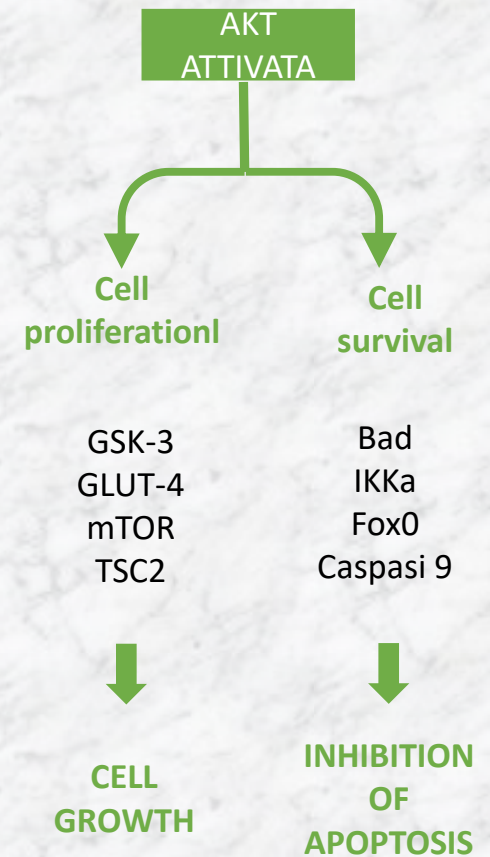 AKT
ATTIVATA
Cell
proliferationl
Cell
survival
GSK-3
GLUT-4
mTOR
TSC2
Bad
IKKa
Fox0
Caspasi 9
CELL
GROWTH
INHIBITION
OF
APOPTOSIS